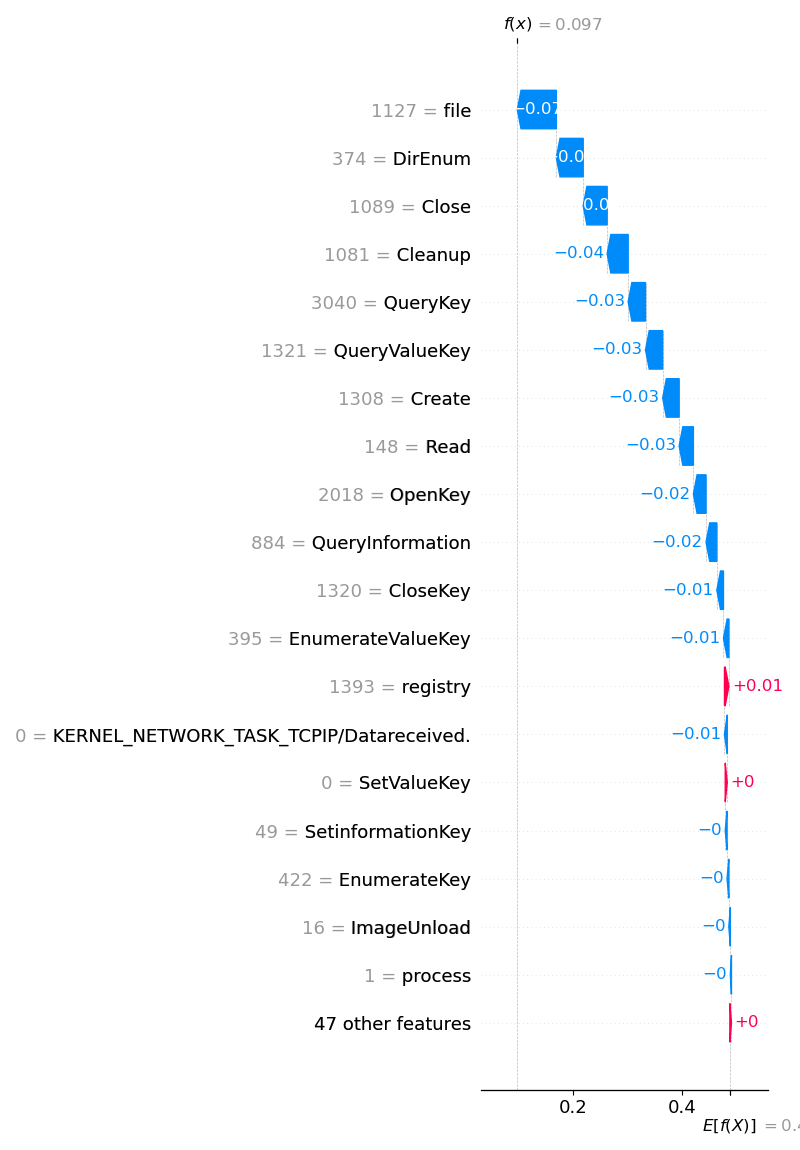 f(x) = 0.097
1127 = file −0.07
374 = DirEnum
1089 = Close
1081 = Cleanup −0.04
3040 = QueryKey −0.03
1321 = QueryValueKey −0.03
1308 = Create −0.03
148 = Read −0.03
2018 = OpenKey −0.02
884 = QueryInformation −0.02
1320 = CloseKey −0.01
395 = EnumerateValueKey −0.01
1393 = registry +0.01
0 = KERNEL_NETWORK_TASK_TCPIP/Datareceived. −0.01
0 = SetValueKey +0
49 = SetinformationKey −0
422 = EnumerateKey −0
16 = ImageUnload −0
1 = process −0
47 other features +0
0.2 0.4
E[f(X)] = 0.4